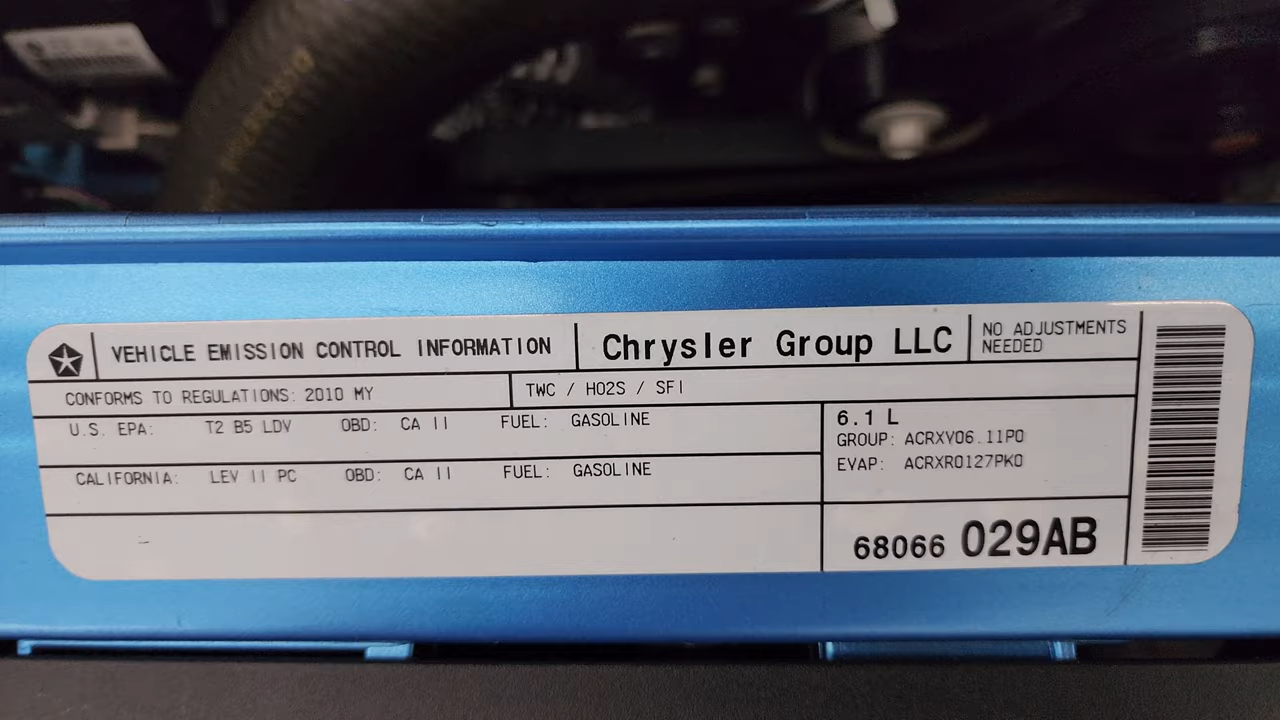 VEHICLE EMISSION CONTROL INFORMATION
Chrysler Group LLC
NO ADJUSTMENTS
NEEDED
CONFORMS TO REGULATIONS: 2010 MY
TWC / HO2S / SFI
U.S. EPA: T2 B5 LDV OBD: CA II FUEL: GASOLINE
CALIFORNIA: LEV II PC OBD: CA II FUEL: GASOLINE
6.1 L
GROUP: ACRXV06.11P0
EVAP: ACRXR0127PK0
68066 029AB